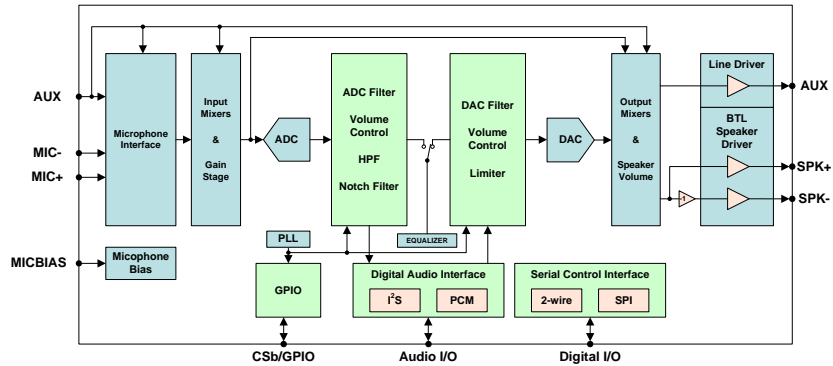 AUX
MIC-
MIC+
MICBIAS
Microphone
Interface
Micophone
Bias
Input
Mixers
&
Gain
Stage
ADC
ADC Filter
Volume
Control
HPF
Notch Filter
EQUALIZER
DAC Filter
Volume
Control
Limiter
DAC
Output
Mixers
&
Speaker
Volume
Line Driver
BTL
Speaker
Driver
-1
AUX
SPK+
SPK-
PLL
GPIO
Digital Audio Interface
I²S
PCM
Serial Control Interface
2-wire
SPI
CSb/GPIO
Audio I/O
Digital I/O